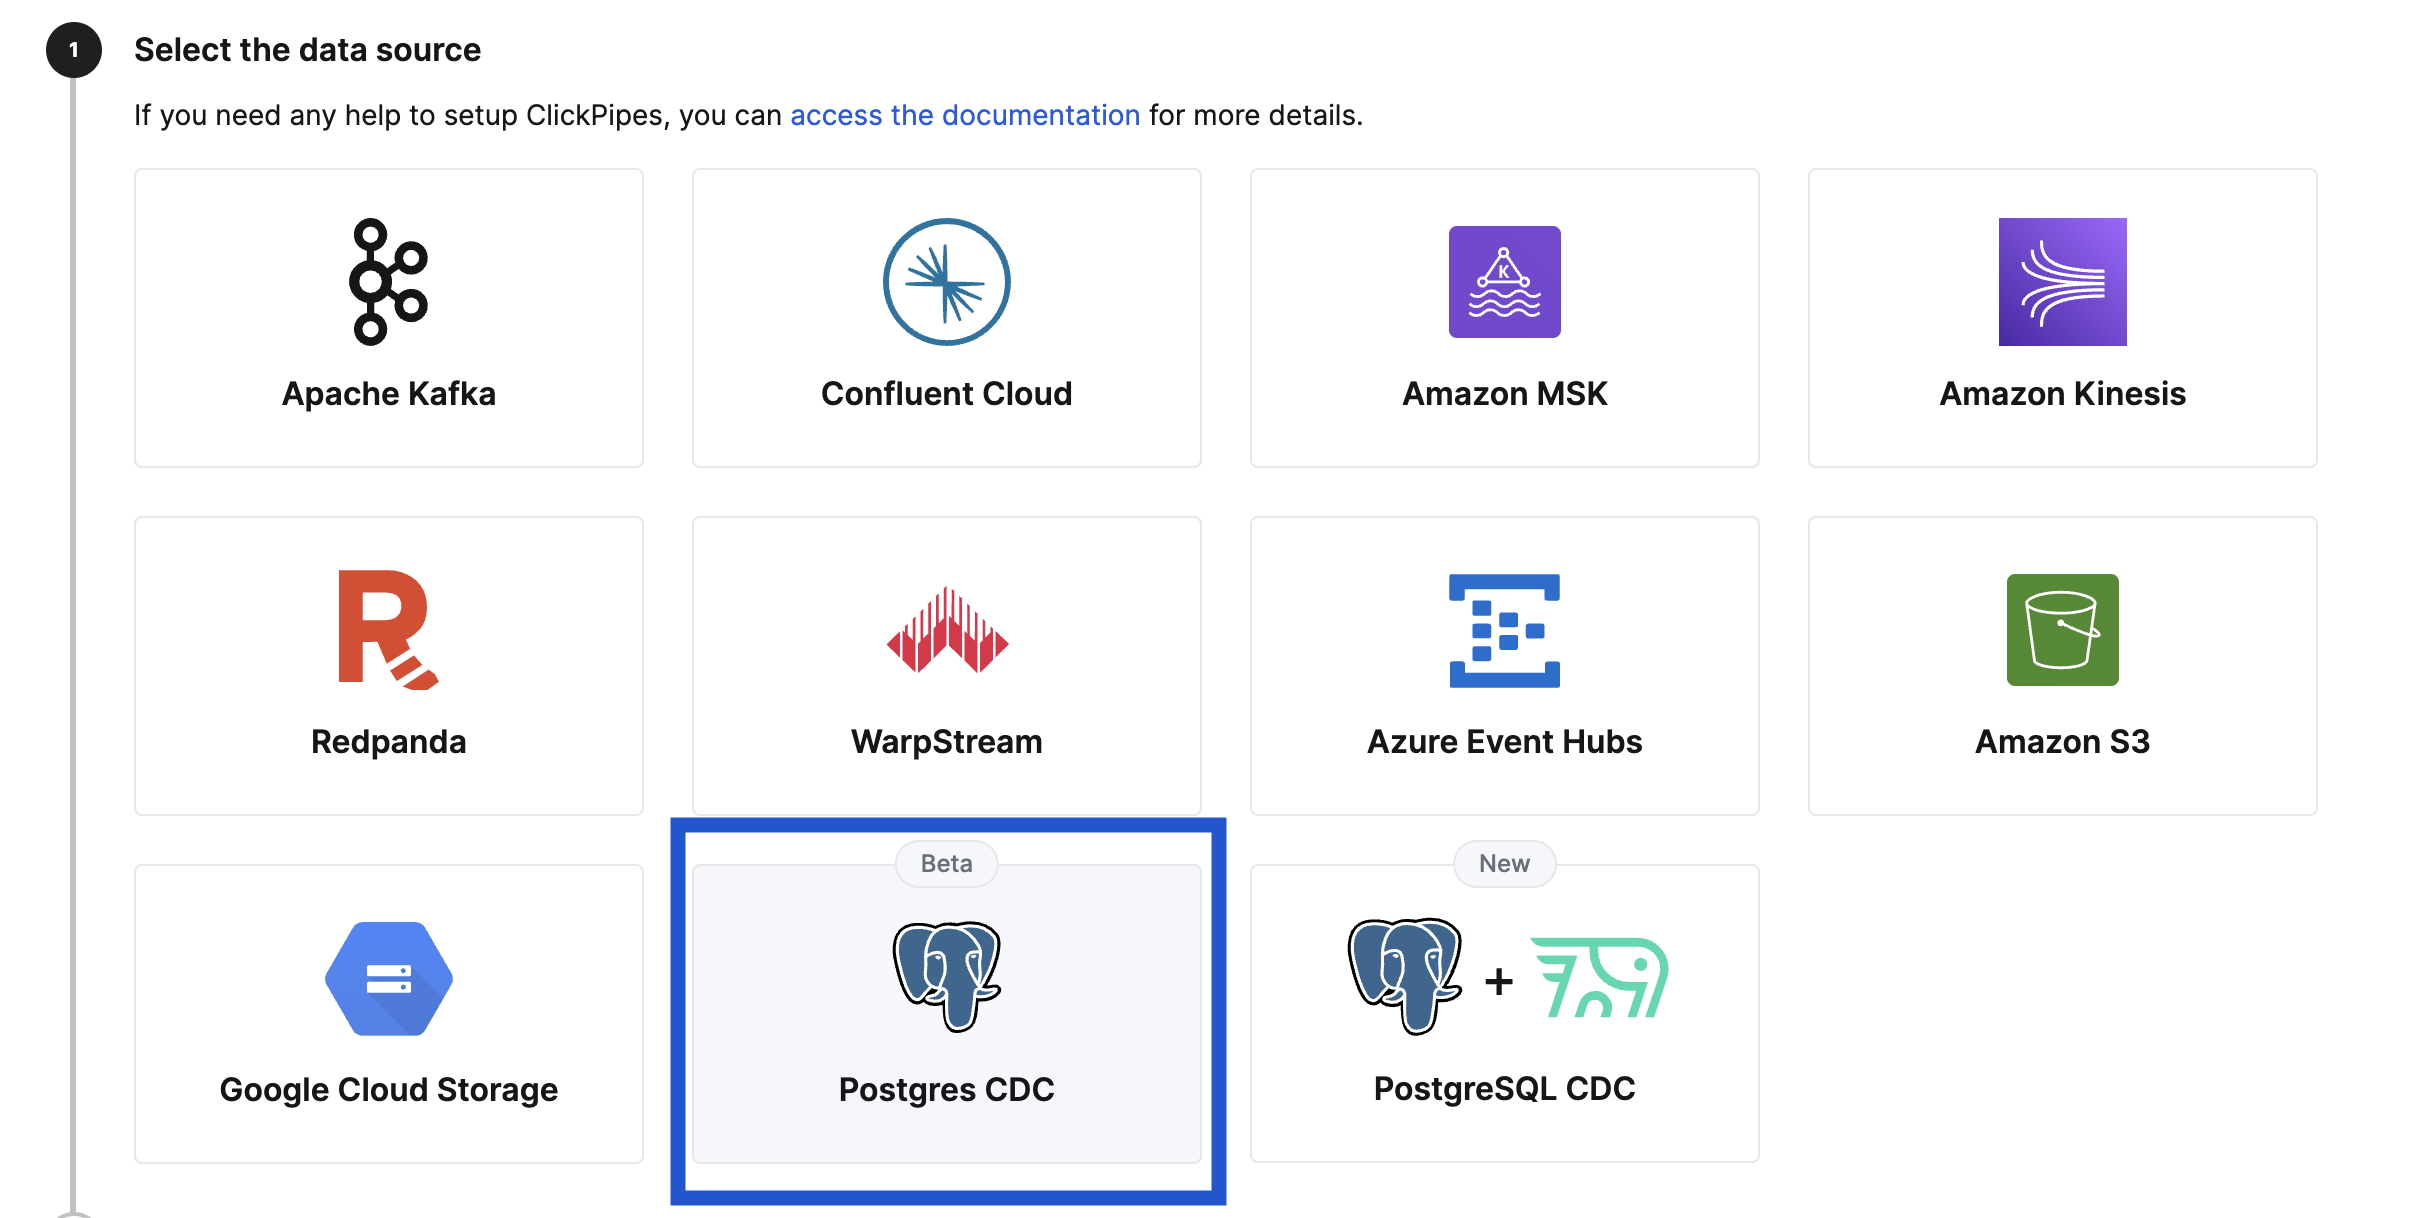 1
Select the data source
If you need any help to setup ClickPipes, you can access the documentation for more details.
Apache Kafka
Confluent Cloud
K
Amazon MSK
Amazon Kinesis
Redpanda
WarpStream
Azure Event Hubs
Amazon S3
Google Cloud Storage
Beta
Postgres CDC
New
+
PostgreSQL CDC